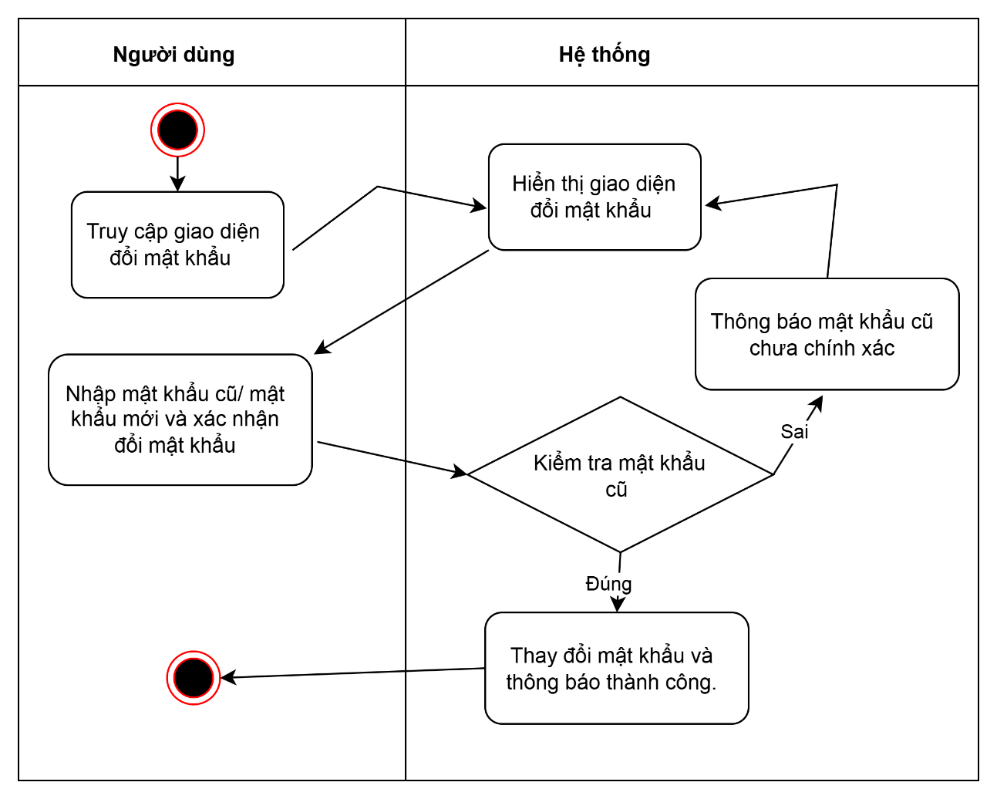 Người dùng
Hệ thống
Truy cập giao diện
đổi mật khẩu
Hiển thị giao diện
đổi mật khẩu
Thông báo mật khẩu cũ
chưa chính xác
Nhập mật khẩu cũ/ mật
khẩu mới và xác nhận
đổi mật khẩu
Kiểm tra mật khẩu
cũ
Sai
Đúng
Thay đổi mật khẩu và
thông báo thành công.